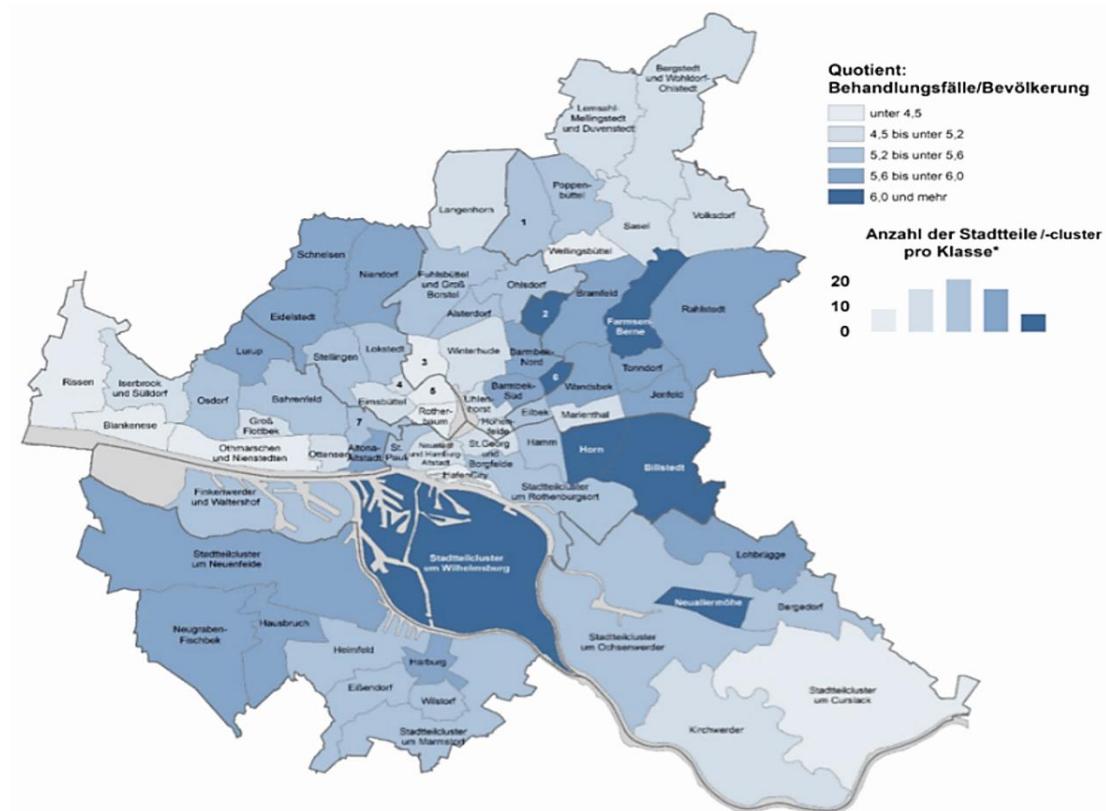 Quotient:
Behandlungsfälle/Bevölkerung
unter 4,5
4,5 bis unter 5,2
5,2 bis unter 5,6
5,6 bis unter 6,0
6,0 und mehr
Anzahl der Stadtteile/-cluster
pro Klasse*
20
10
0
Bergstedt
und Wohldorf-
Ohlstedt
Lemsahl-
Mellingstedt
und Duvenstedt
Poppen-
büttel
Langenhorn
1
Volksdorf
Sasel
Wellingsbüttel
Schnelsen
Niendorf
Fuhlsbüttel
und Groß
Borstel
Ohlsdorf
Bramfeld
Rahlstedt
Alsterdorf
2
Farmsen-
Berne
Eidelstedt
Lurup
Stellingen
Lokstedt
3
Winterhude
Barmbek-
Nord
6
Tonndorf
Rissen
Iserbrook
und Sülldorf
Osdorf
Bahrenfeld
4
5
Eimsbüttel
Barmbek-
Süd
Wandsbek
Jenfeld
Uhlen-
horst
Rother-
baum
Eilbek
Marienthal
Blankenese
Groß
Flottbek
7
Hohen-
felde
Othmarschen
und Nienstedten
Ottensen
Altona-
Altstadt
St.
Pauli
Neustadt
und Hamburg-
Altstadt
St.Georg
und
Borgfelde
Hamm
Horn
Billstedt
HafenCity
Stadtteilcluster
um Rothenburgsort
Finkenwerder
und Waltershof
Stadtteilcluster
um Neuenfelde
Stadtteilcluster
um Wilhelmsburg
Lohbrügge
Neuallermöhe
Bergedorf
Neugraben-
Fischbek
Hausbruch
Heimfeld
Harburg
Stadtteilcluster
um Ochsenwerder
Eißendorf
Wilstorf
Stadtteilcluster
um Curslack
Stadtteilcluster
um Marmstorf
Kirchwerder